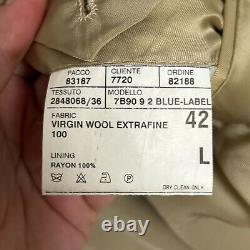 PACCO CLIENTE ORDINE
83187 7720 82188
TESSUTO MODELLO
2848068/36 7B90 9 2 BLUE-LABEL
FABRIC
VIRGIN WOOL EXTRAFINE 42
100
L
LINING
RAYON 100%
DRY CLEAN ONLY